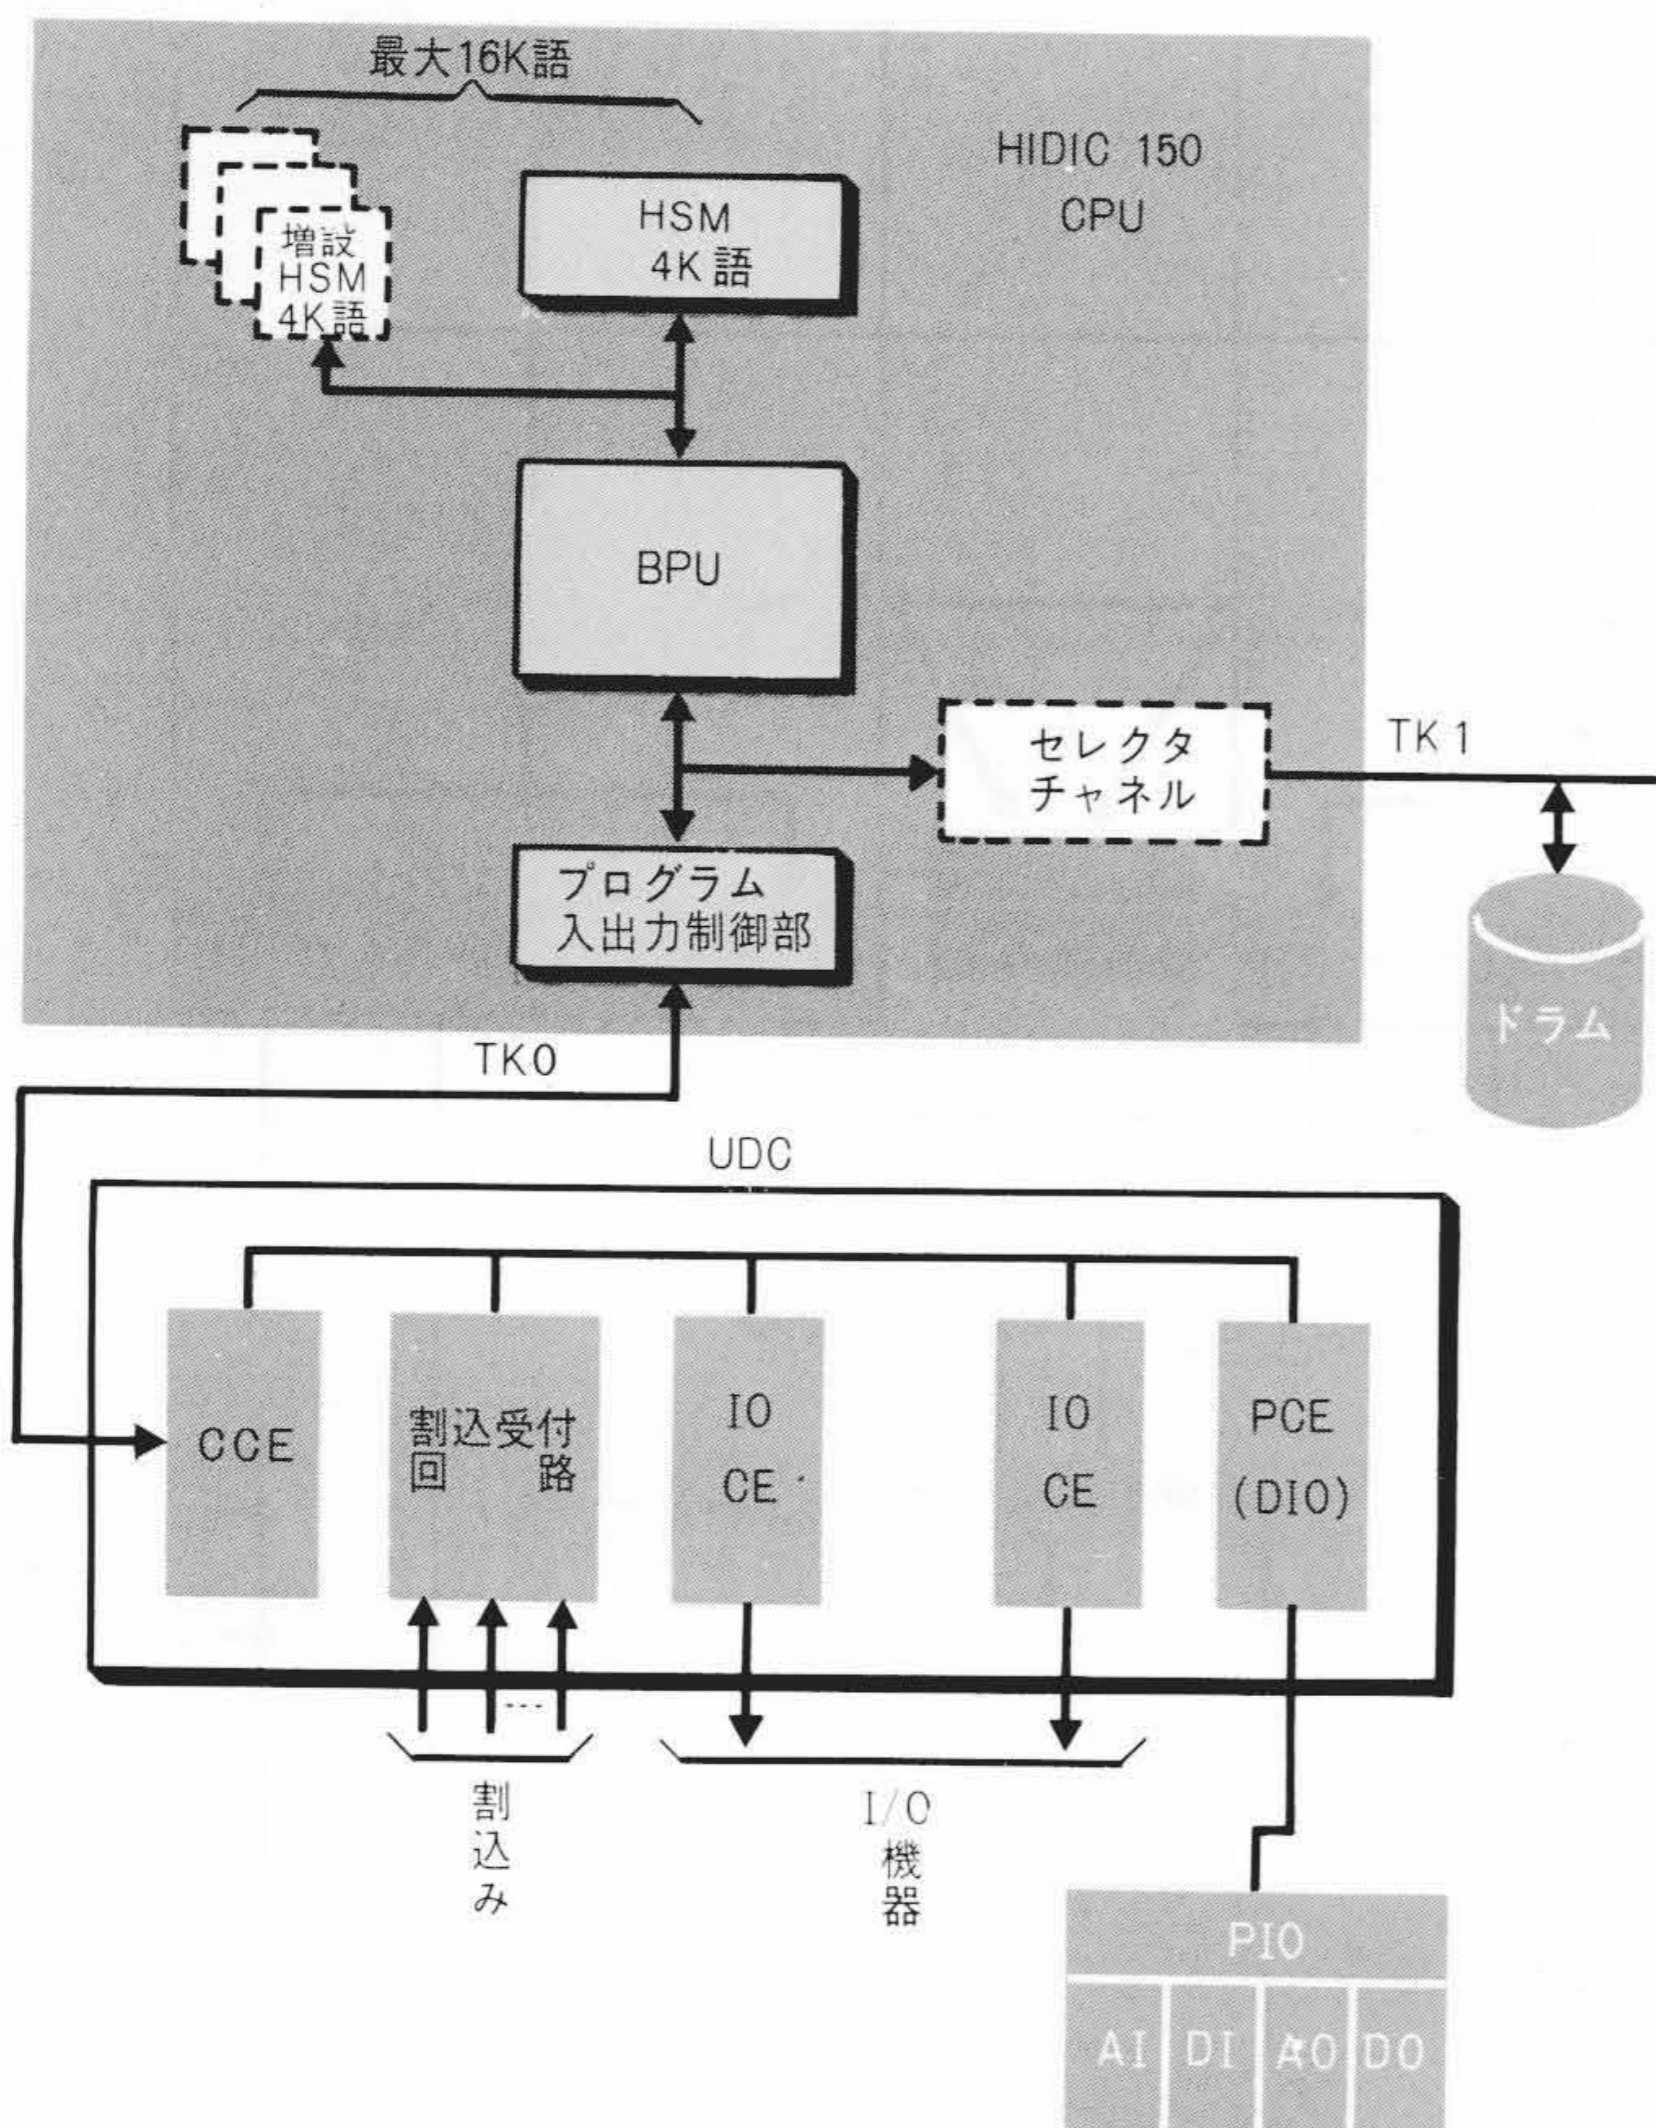 最大16K語
HIDIC 150
CPU
HSM
4K語
増設
HSM
4K語
BPU
セレクタ
チャネル
TK1
プログラム
入出力制御部
ドラム
TK0
UDC
CCE
割込受付
回路
IO
CE
IO
CE
PCE
(DIO)
割
込
み
I/O
機
器
PIO
AI
DI
AO
DO